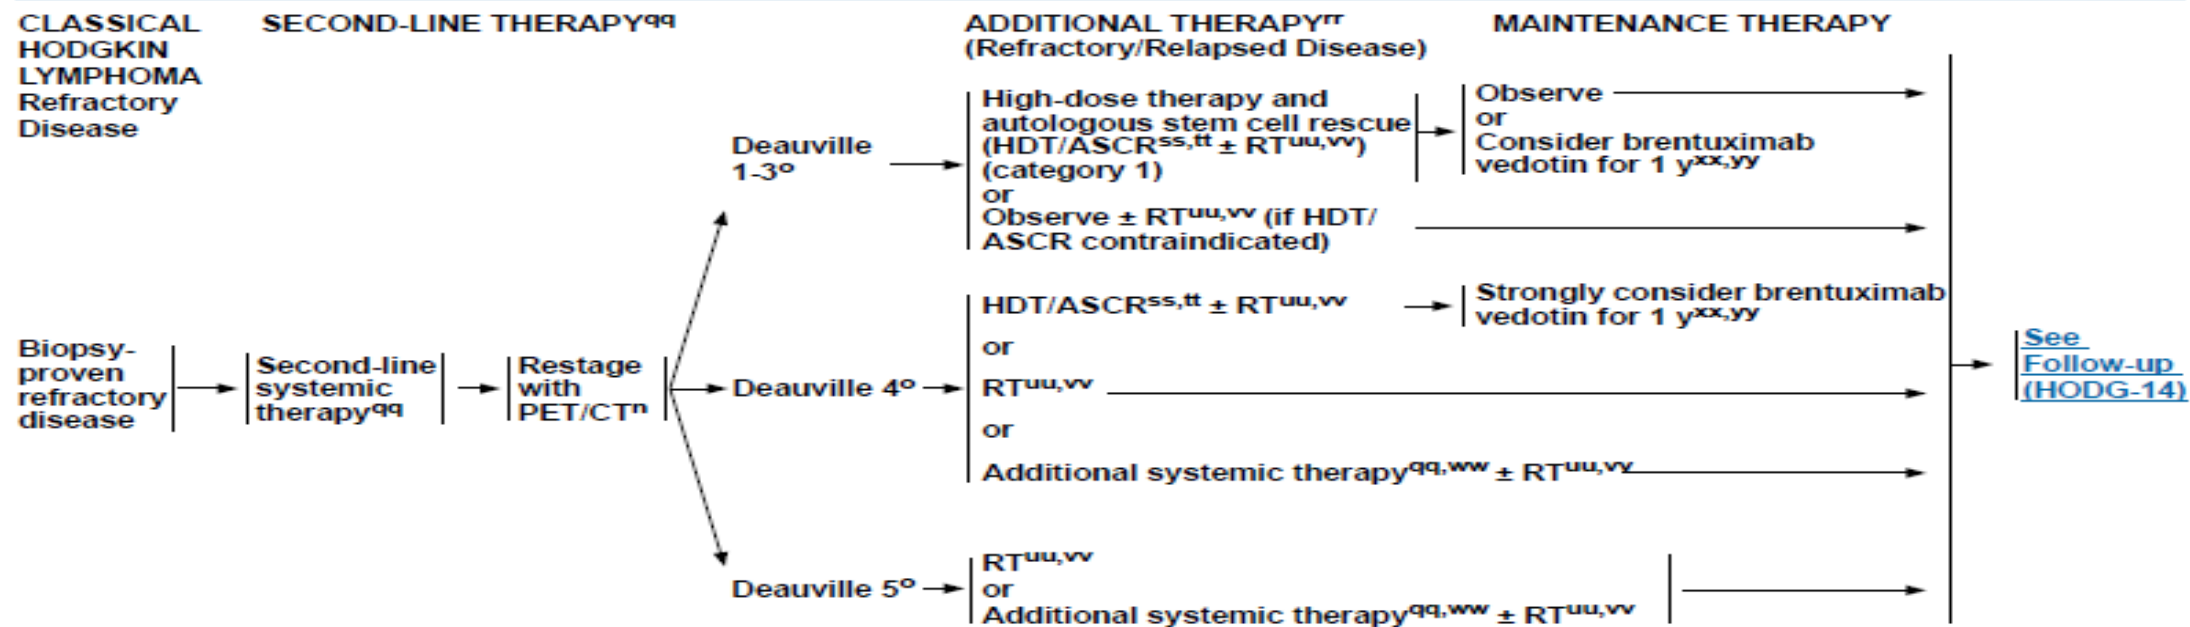 CLASSICAL
HODGKIN
LYMPHOMA
Refractory
Disease
SECOND-LINE THERAPYqq
ADDITIONAL THERAPYrr
(Refractory/Relapsed Disease)
MAINTENANCE THERAPY
Biopsy-
proven
refractory
disease
Second-line
systemic
therapyqq
Restage
with
PET/CTn
Deauville
1-3o
High-dose therapy and
autologous stem cell rescue
(HDT/ASCRss,tt ± RTuu,vv)
(category 1)
or
Observe ± RTuu,vv (if HDT/
ASCR contraindicated)
Observe
or
Consider brentuximab
vedotin for 1 yxx,yy
Deauville 4o
HDT/ASCRss,tt ± RTuu,vv
or
RTuu,vv
or
Additional systemic therapyqq,ww ± RTuu,vv
Strongly consider brentuximab
vedotin for 1 yxx,yy
Deauville 5o
RTuu,vv
or
Additional systemic therapyqq,ww ± RTuu,vv
See
Follow-up
(HODG-14)